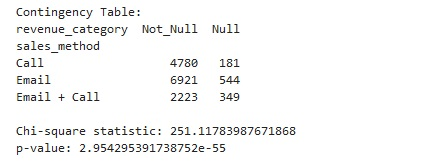 Contingency Table:
revenue_category  Not_Null  Null
sales_method
Call                  4780   181
Email                 6921   544
Email + Call          2223   349

Chi-square statistic: 251.11783987671868
p-value: 2.954295391738752e-55